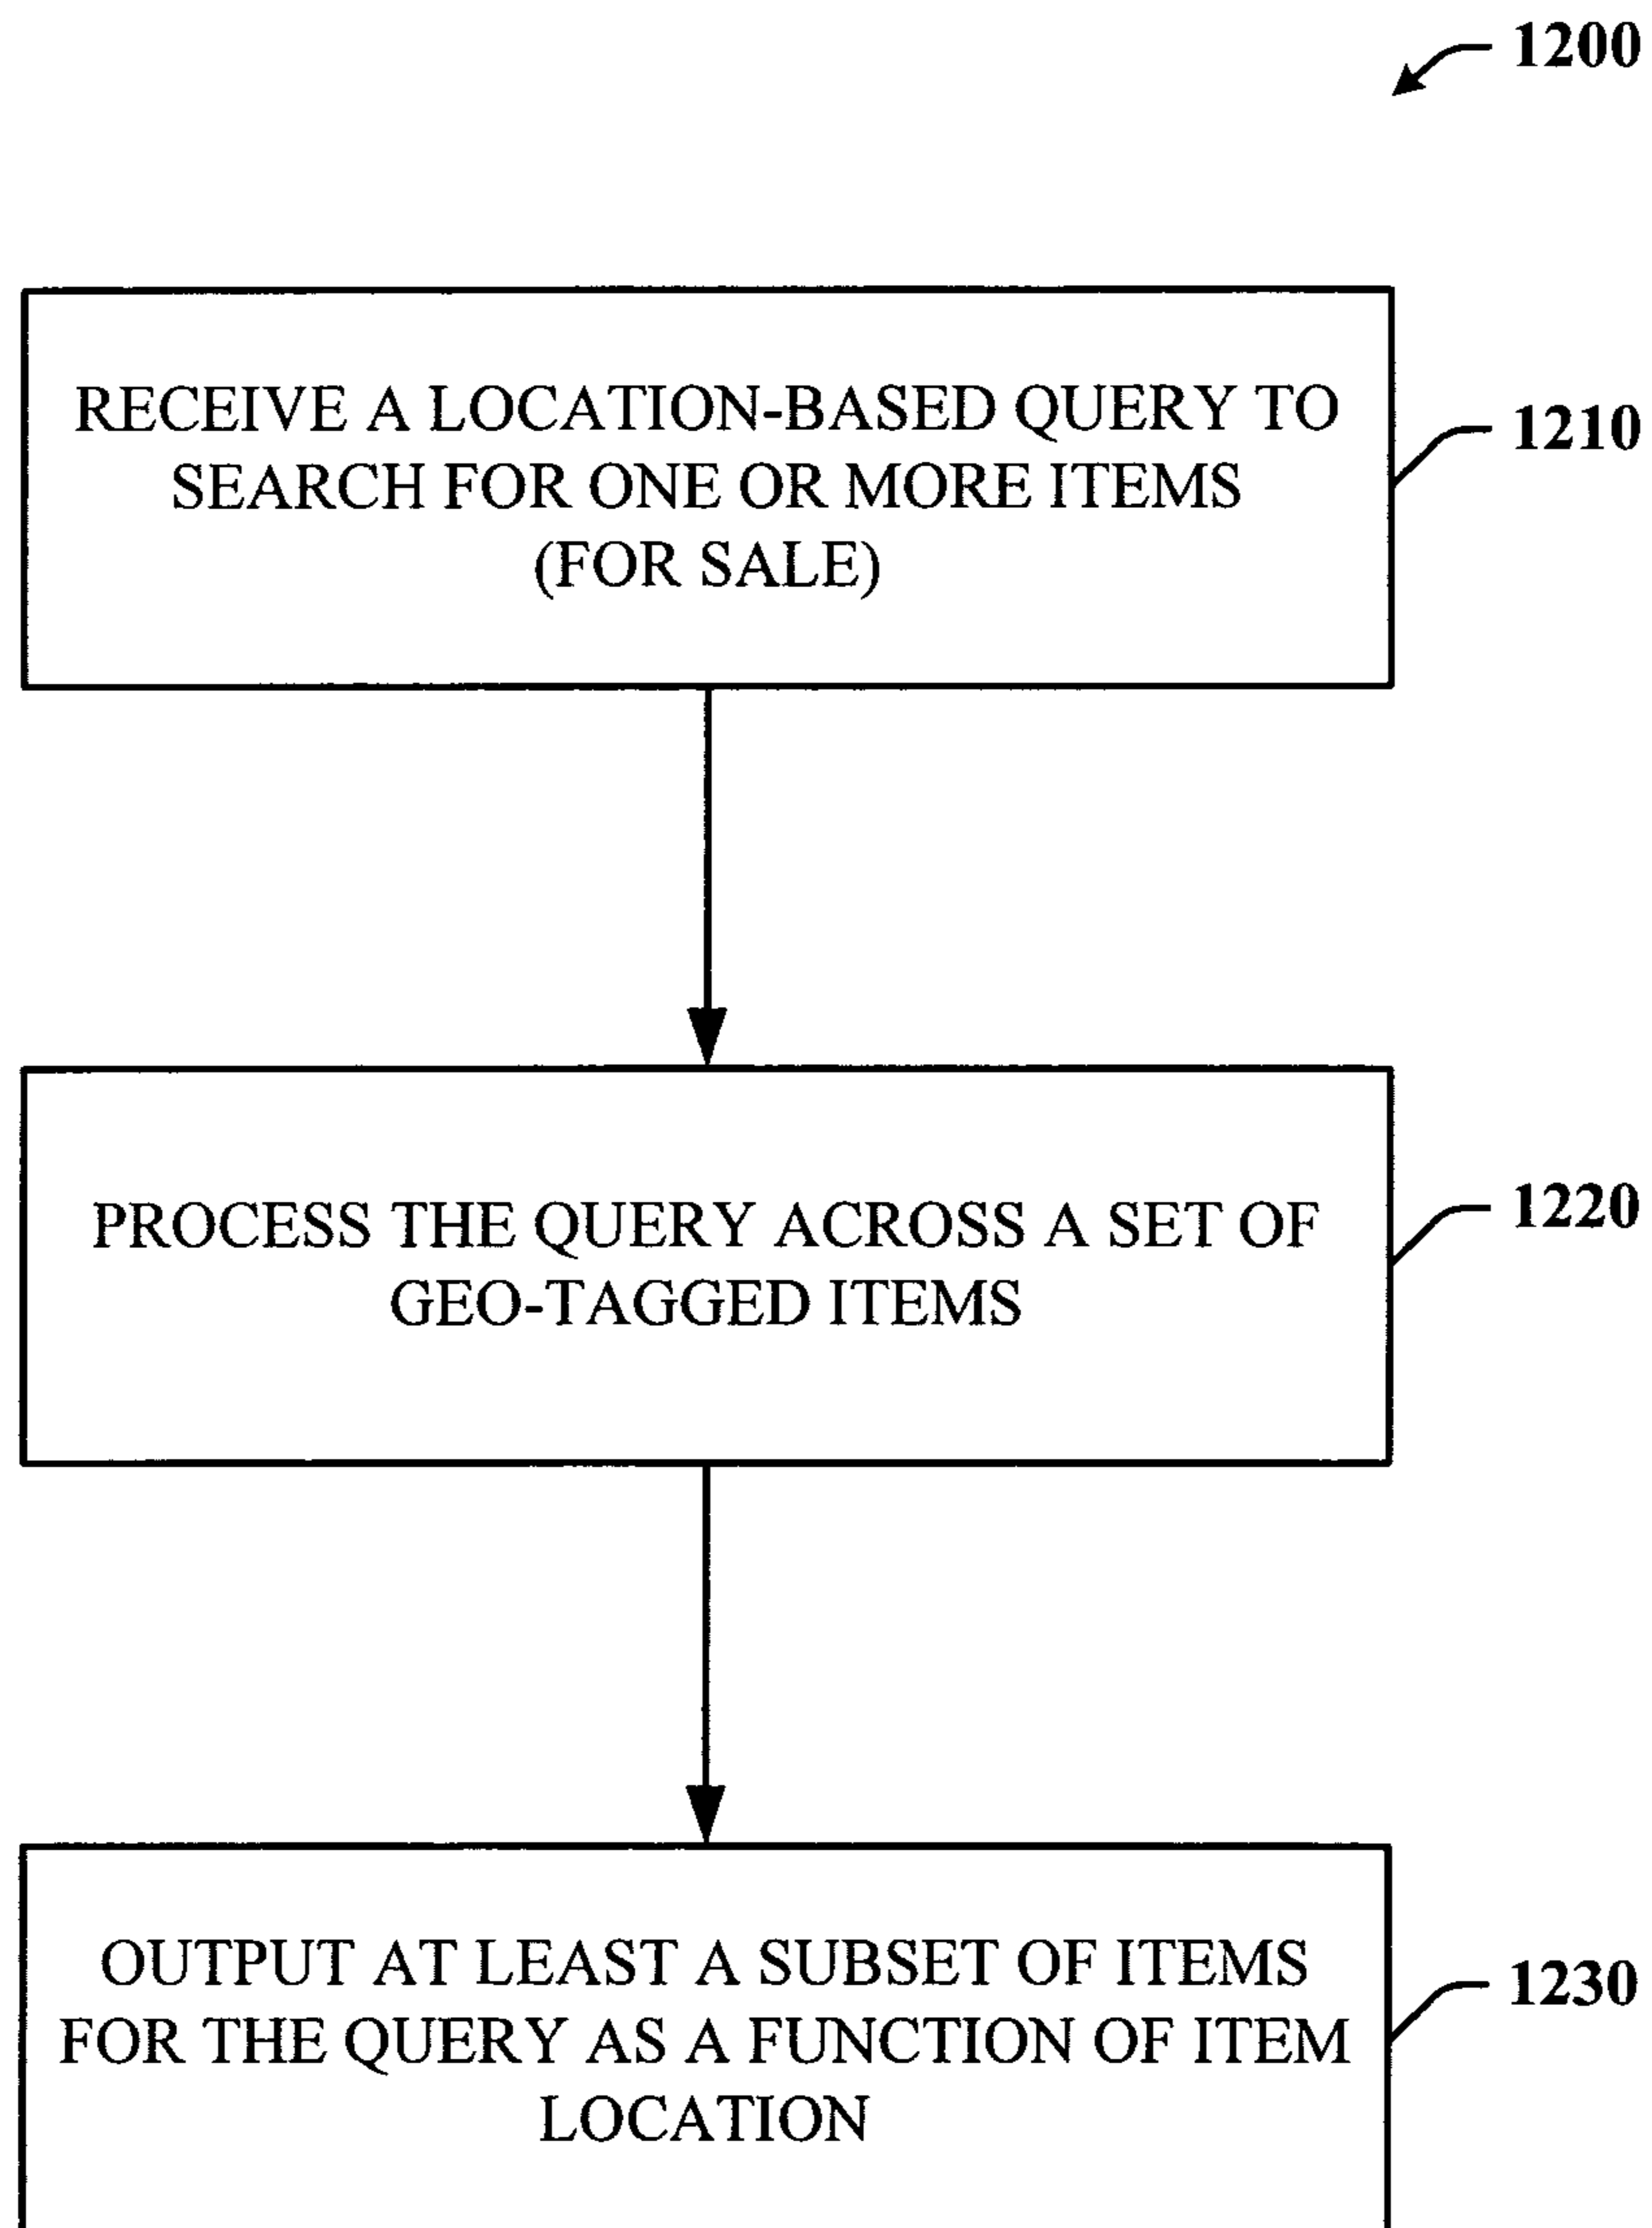 1200
RECEIVE A LOCATION-BASED QUERY TO
SEARCH FOR ONE OR MORE ITEMS
(FOR SALE)
1210
PROCESS THE QUERY ACROSS A SET OF
GEO-TAGGED ITEMS
1220
OUTPUT AT LEAST A SUBSET OF ITEMS
FOR THE QUERY AS A FUNCTION OF ITEM
LOCATION
1230